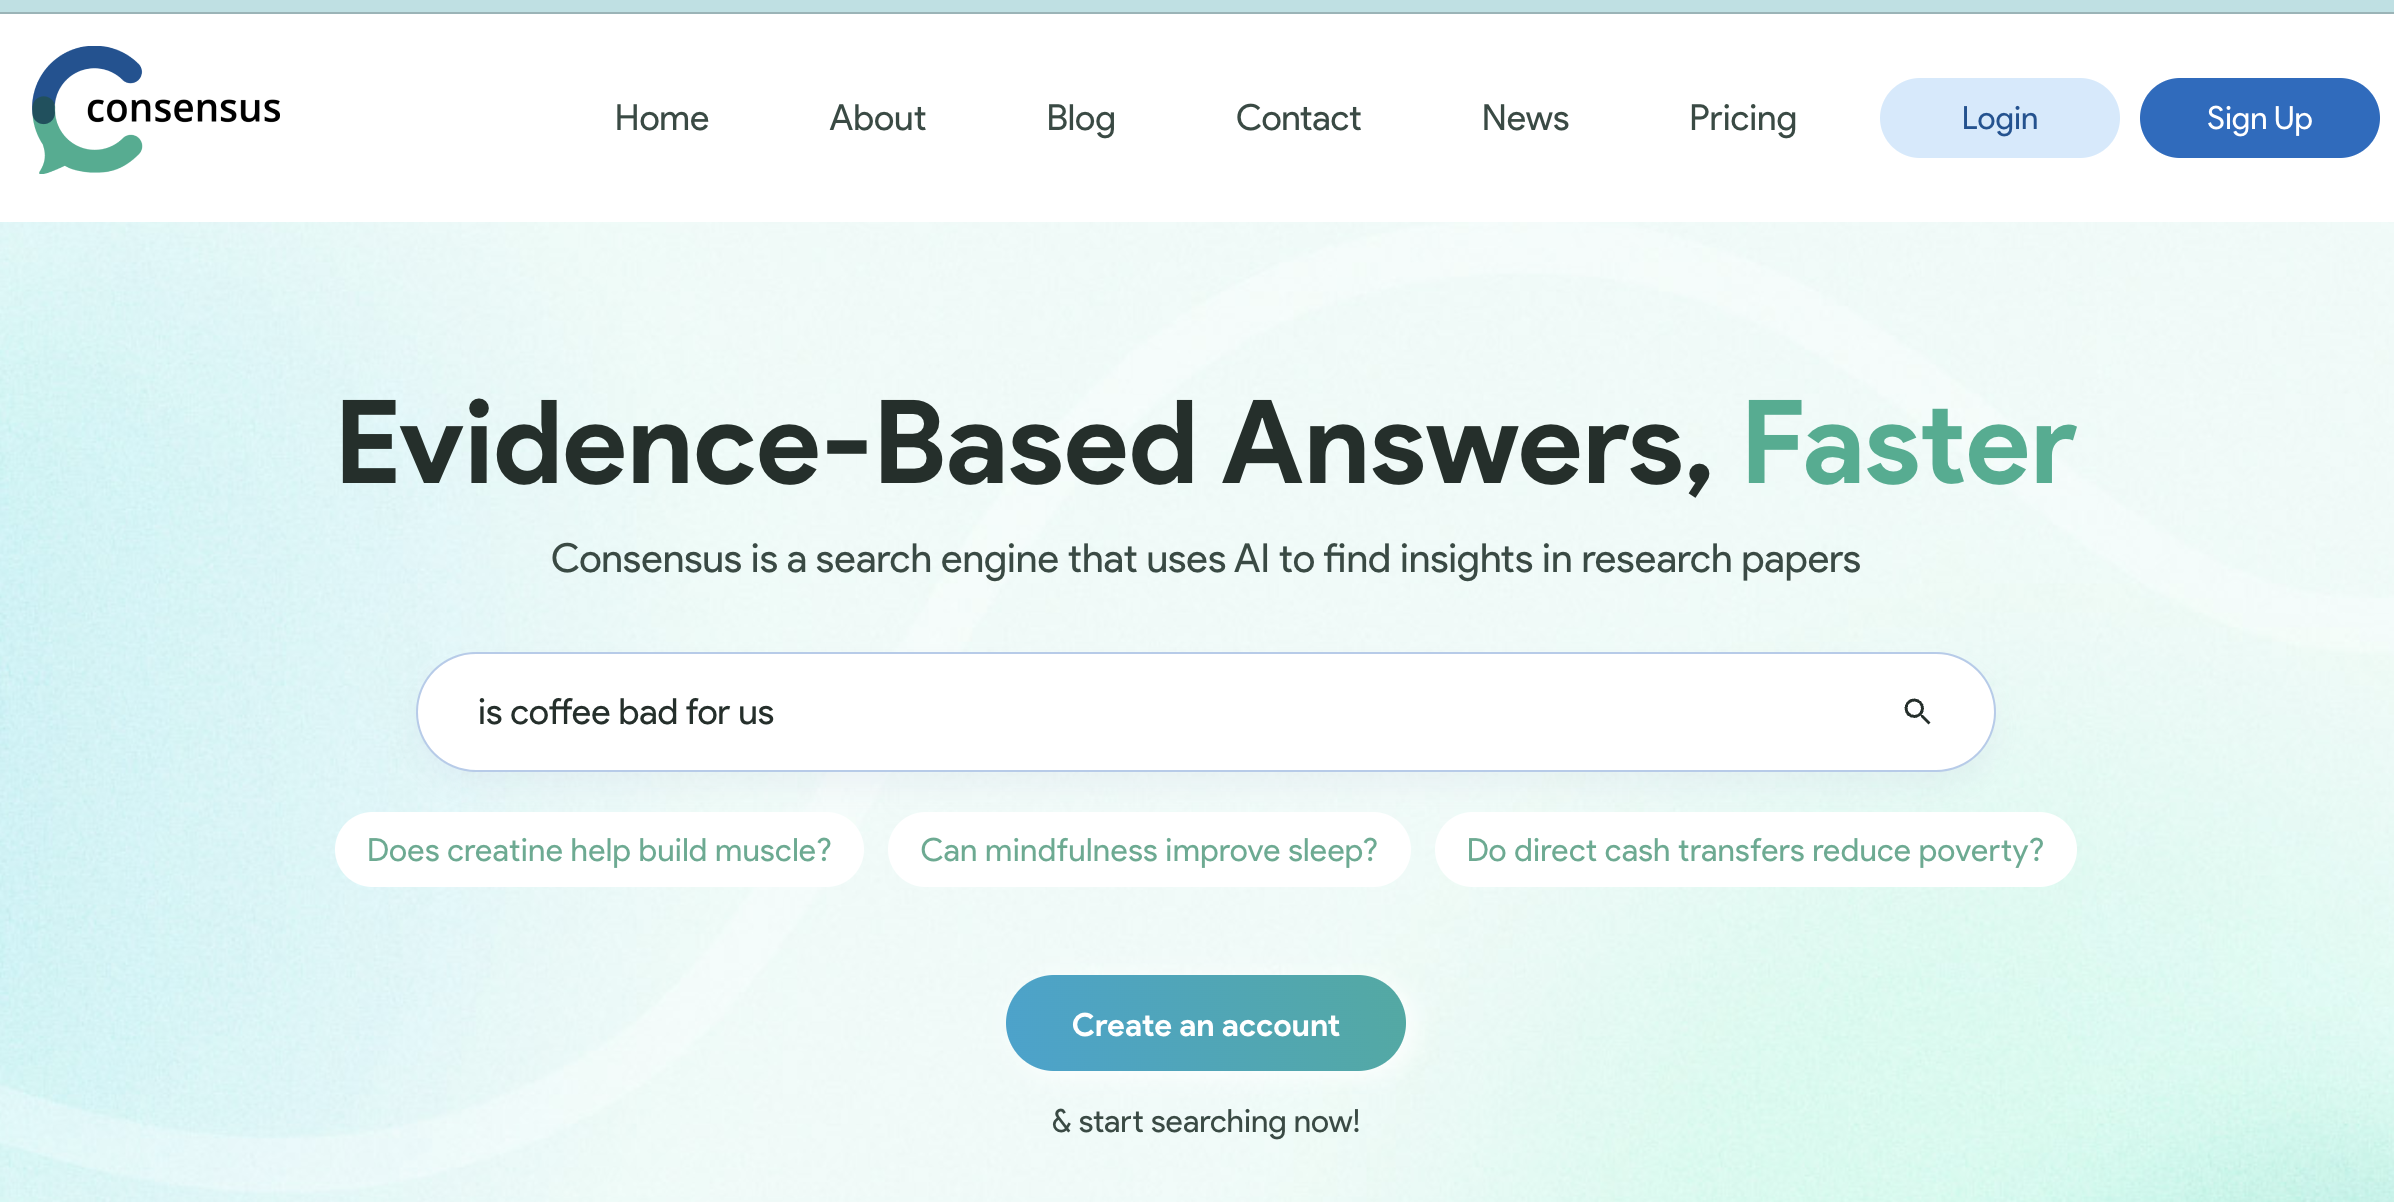 consensus
Home About Blog Contact News Pricing Login Sign Up
Evidence-Based Answers, Faster
Consensus is a search engine that uses AI to find insights in research papers
is coffee bad for us
Does creatine help build muscle? Can mindfulness improve sleep? Do direct cash transfers reduce poverty?
Create an account
& start searching now!